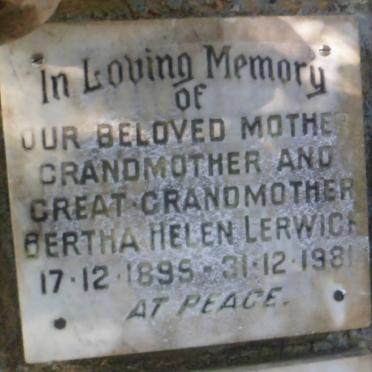 In Loving Memory
of
OUR BELOVED MOTHER
GRANDMOTHER AND
GREAT-GRANDMOTHER
BERTHA HELEN LERWICK
17·12·1895 - 31·12·1981
AT PEACE.